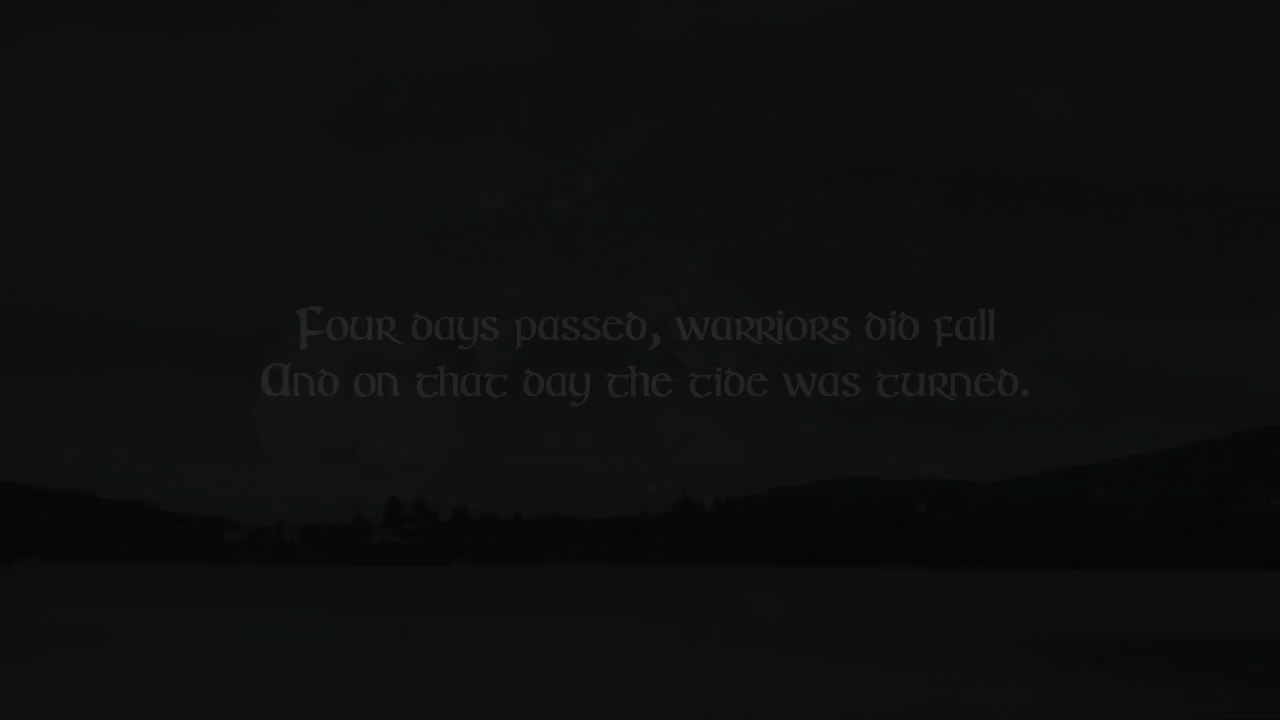 Four days passed, warriors did fall
And on that day the tide was turned.